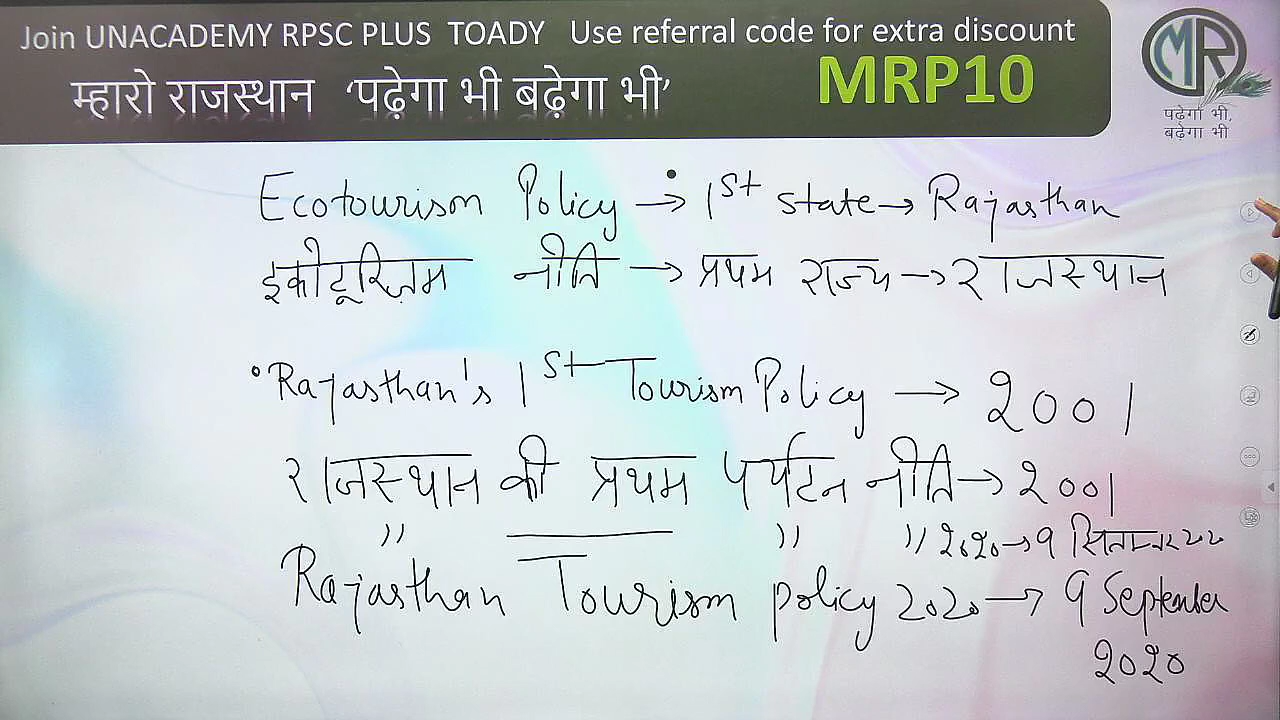 Join UNACADEMY RPSC PLUS TOADY Use referral code for extra discount
म्हारो राजस्थान ‘पढ़ेगा भी बढ़ेगा भी’ MRP10
MR
पढ़ेगा भी,
बढ़ेगा भी
Ecotourism Policy → 1st state → Rajasthan
इकोटूरिज़म नीति → प्रथम राज्य → राजस्थान
• Rajasthan's 1st Tourism Policy → 2001
राजस्थान की प्रथम पर्यटन नीति → 2001
" " " 2020 → 9 सितम्बर
Rajasthan Tourism policy 2020 → 9 September
2020